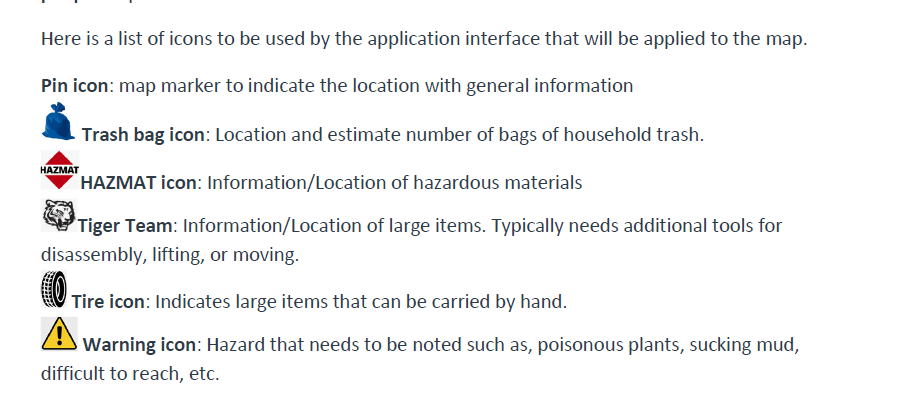 Here is a list of icons to be used by the application interface that will be applied to the map.
Pin icon: map marker to indicate the location with general information
Trash bag icon: Location and estimate number of bags of household trash.
HAZMAT
HAZMAT icon: Information/Location of hazardous materials
Tiger Team: Information/Location of large items. Typically needs additional tools for
disassembly, lifting, or moving.
Tire icon: Indicates large items that can be carried by hand.
Warning icon: Hazard that needs to be noted such as, poisonous plants, sucking mud,
difficult to reach, etc.